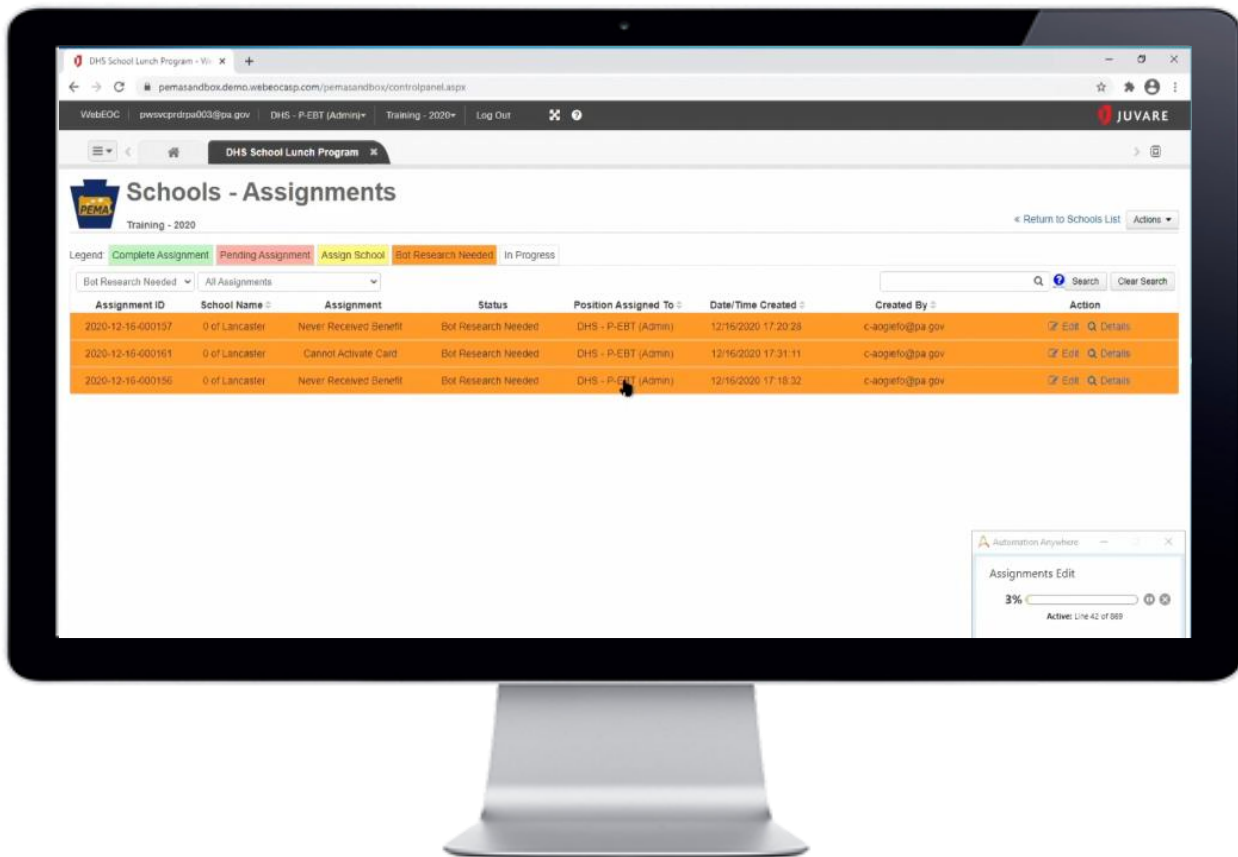 DHS School Lunch Program - We
pemasandbox.demo.webeocasp.com/pemasandbox/controlpanel.aspx
WebEOC pwsvcprdrpa003@pa.gov DHS - P-EBT (Admin) Training - 2020 Log Out JUVARE
DHS School Lunch Program
PEMA
Schools - Assignments
Training - 2020
« Return to Schools List Actions
Legend: Complete Assignment Pending Assignment Assign School Bot Research Needed In Progress
Bot Research Needed All Assignments Search Clear Search
Assignment ID School Name Assignment Status Position Assigned To Date/Time Created Created By Action
2020-12-16-000157 0 of Lancaster Never Received Benefit Bot Research Needed DHS - P-EBT (Admin) 12/16/2020 17:20:28 c-aogiefo@pa.gov Edit Details
2020-12-16-000161 0 of Lancaster Cannot Activate Card Bot Research Needed DHS - P-EBT (Admin) 12/16/2020 17:31:11 c-aogiefo@pa.gov Edit Details
2020-12-16-000156 0 of Lancaster Never Received Benefit Bot Research Needed DHS - P-EBT (Admin) 12/16/2020 17:18:32 c-aogiefo@pa.gov Edit Details
Automation Anywhere
Assignments Edit
3%
Active: Line 42 of 869